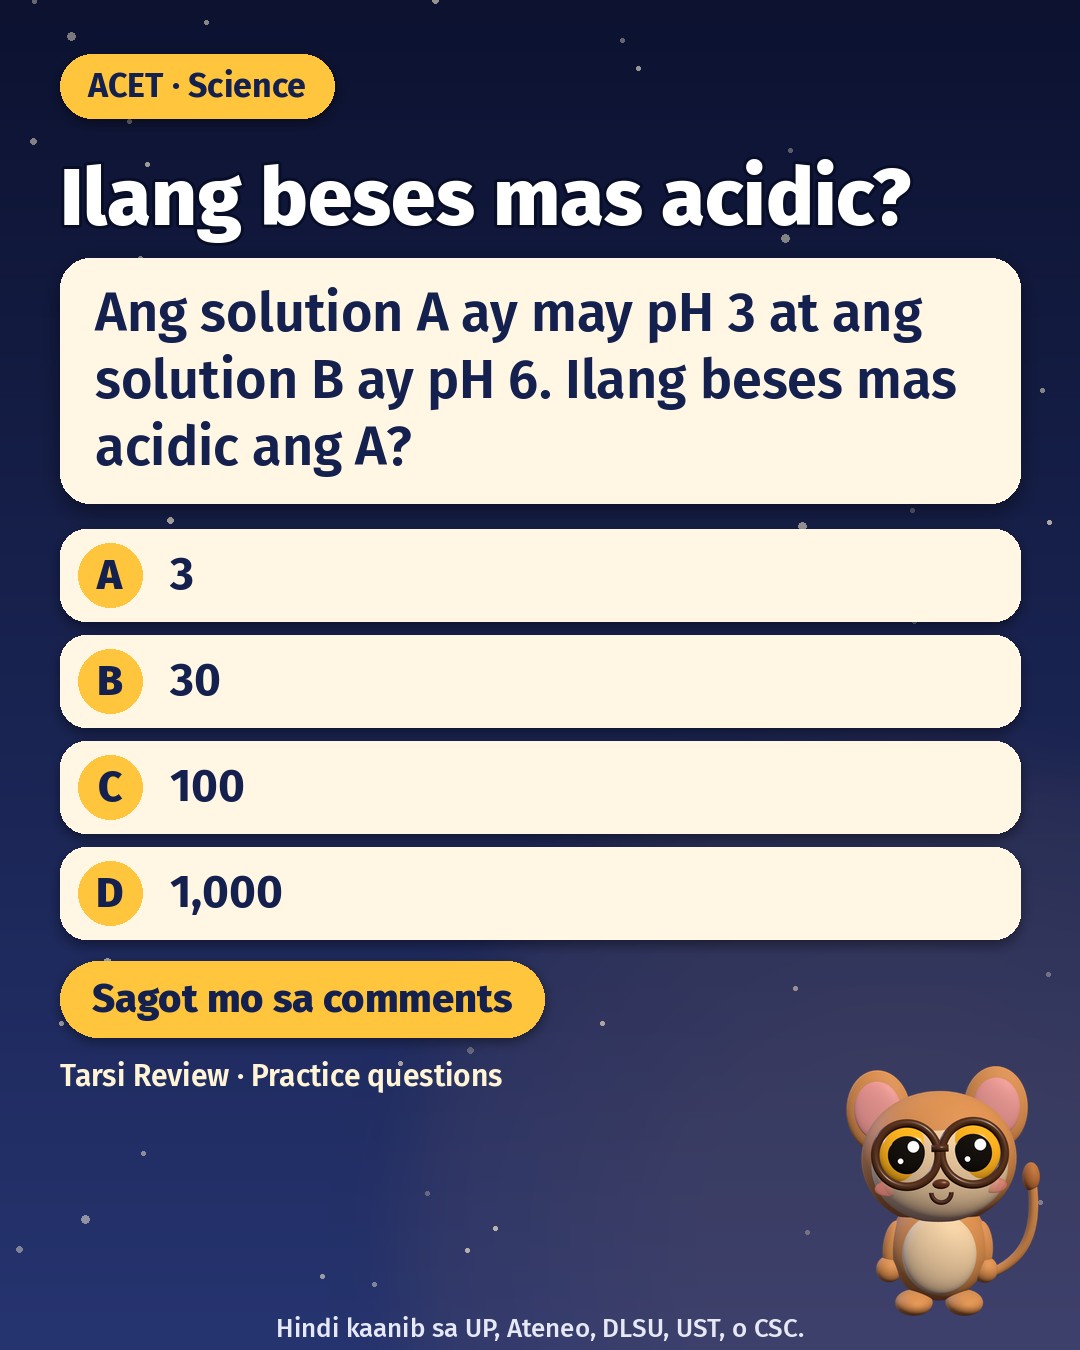 ACET · Science
Ilang beses mas acidic?
Ang solution A ay may pH 3 at ang
solution B ay pH 6. Ilang beses mas
acidic ang A?
A 3
B 30
C 100
D 1,000
Sagot mo sa comments
Tarsi Review · Practice questions
Hindi kaanib sa UP, Ateneo, DLSU, UST, o CSC.